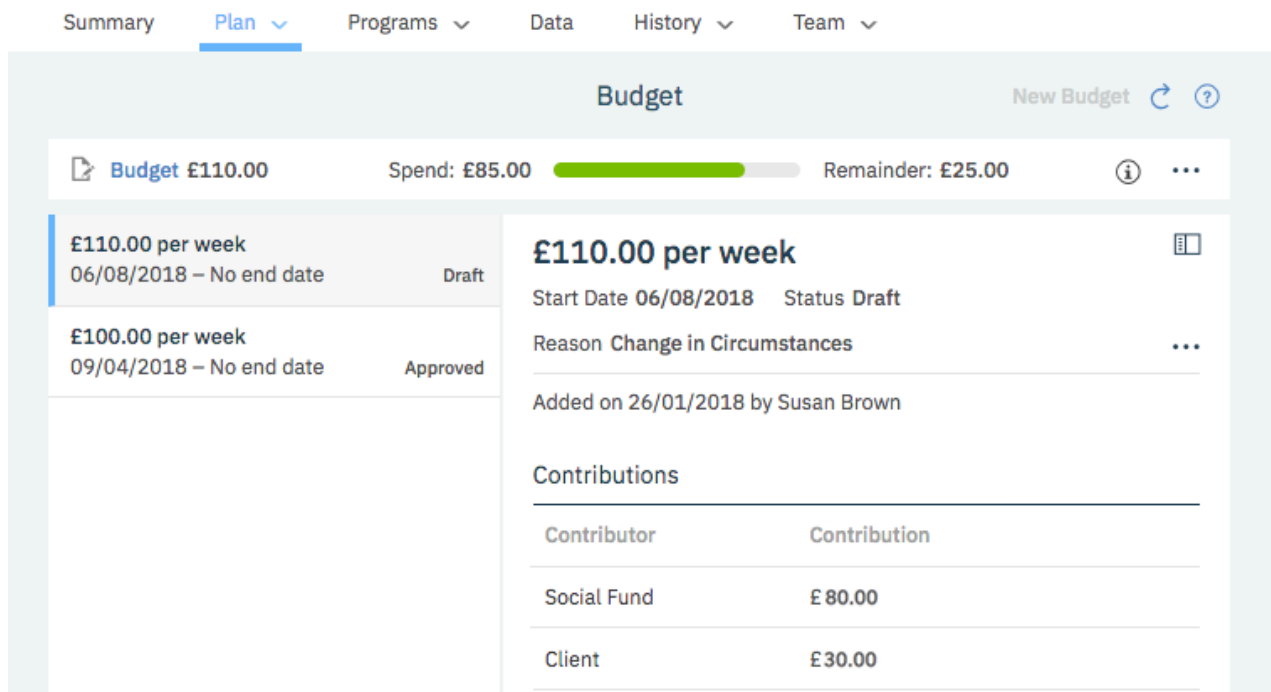 Summary Plan Programs Data History Team
Budget New Budget
Budget £110.00 Spend: £85.00 Remainder: £25.00
£110.00 per week
06/08/2018 – No end date Draft
£100.00 per week
09/04/2018 – No end date Approved
£110.00 per week
Start Date 06/08/2018 Status Draft
Reason Change in Circumstances
Added on 26/01/2018 by Susan Brown
Contributions
Contributor Contribution
Social Fund £80.00
Client £30.00